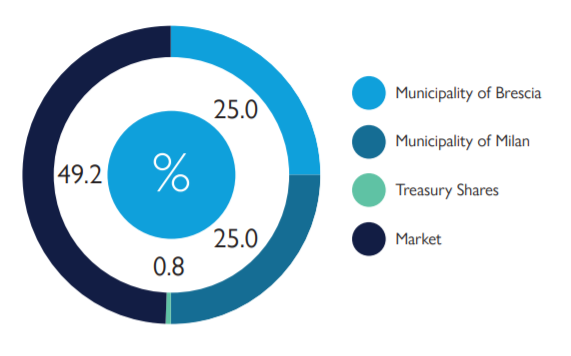 25.0
Municipality of Brescia
Municipality of Milan
49.2
%
Treasury Shares
25.0
Market
0.8